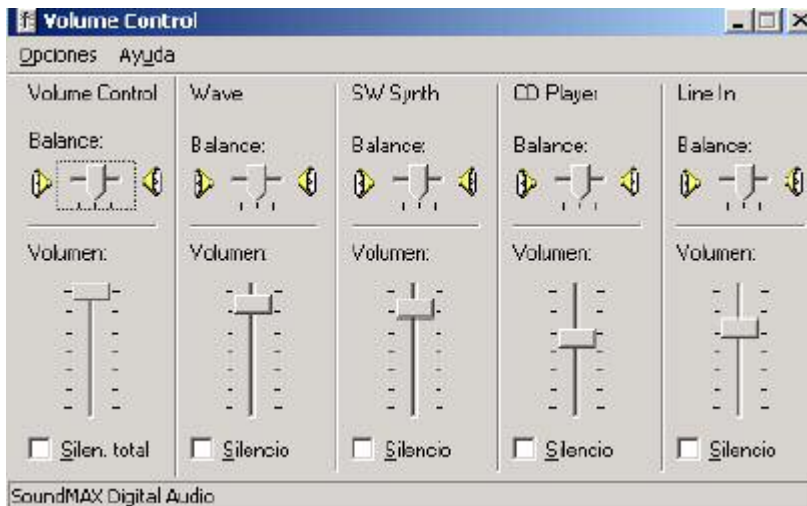 Volume Control
Opciones Ayuda
Volume Control
Balance:
Volumen:
Silen. total
Wave
Balance:
Volumen:
Silencio
SW Synth
Balance:
Volumen:
Silencio
CD Player
Balance:
Volumen:
Silencio
Line In
Balance:
Volumen:
Silencio
SoundMAX Digital Audio